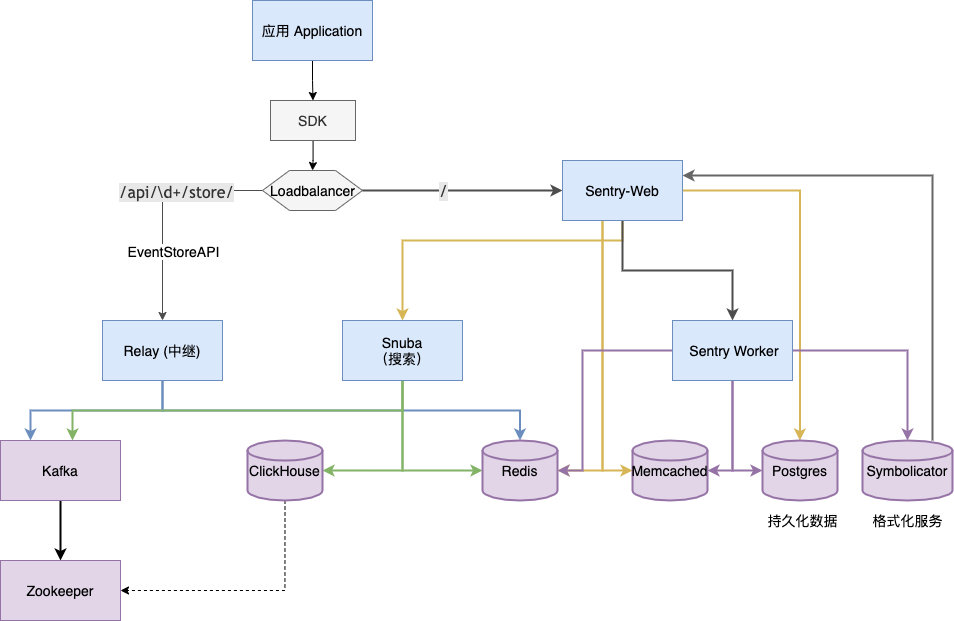 应用 Application
SDK
Loadbalancer
/api/\d+/store/
/
Sentry-Web
EventStoreAPI
Relay (中继)
Snuba
（搜索）
Sentry Worker
Kafka
ClickHouse
Redis
Memcached
Postgres
Symbolicator
持久化数据
格式化服务
Zookeeper